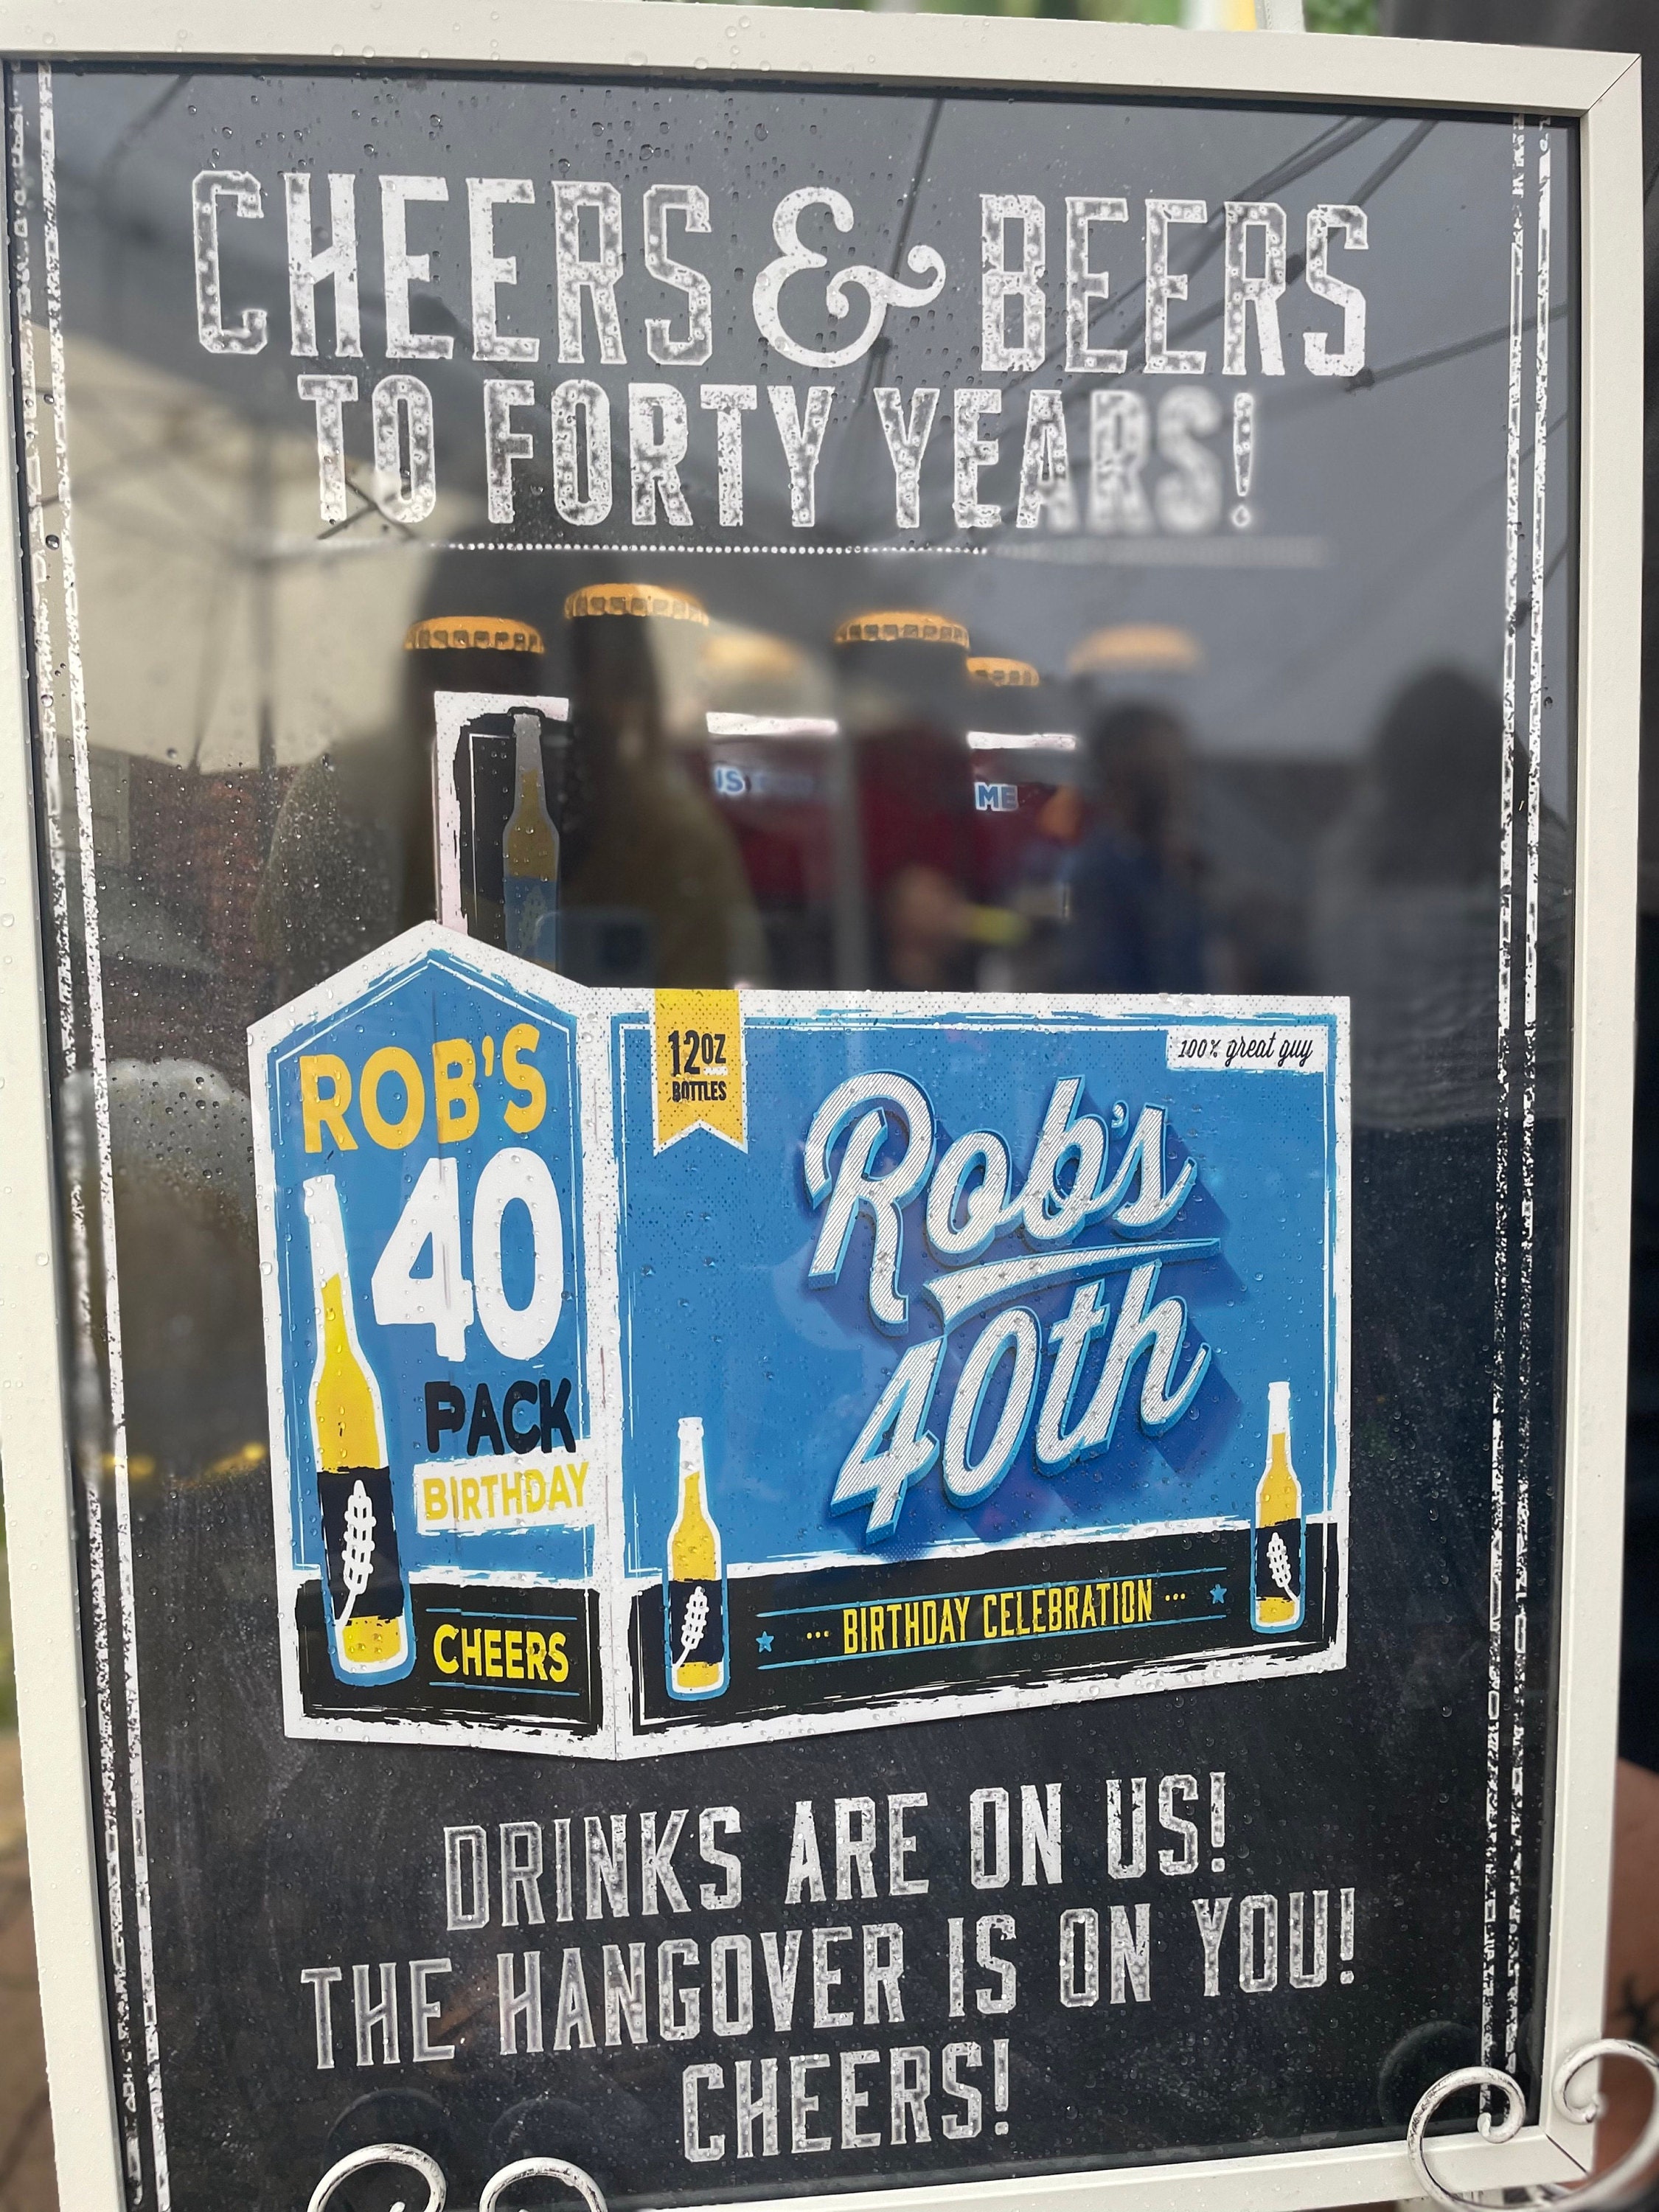 CHEERS & BEERS
TO FORTY YEARS!
ME
ROB'S
40
PACK
BIRTHDAY
CHEERS
12OZ
BOTTLES
100% great guy
Rob's
40th
BIRTHDAY CELEBRATION
DRINKS ARE ON US!
THE HANGOVER IS ON YOU!
CHEERS!